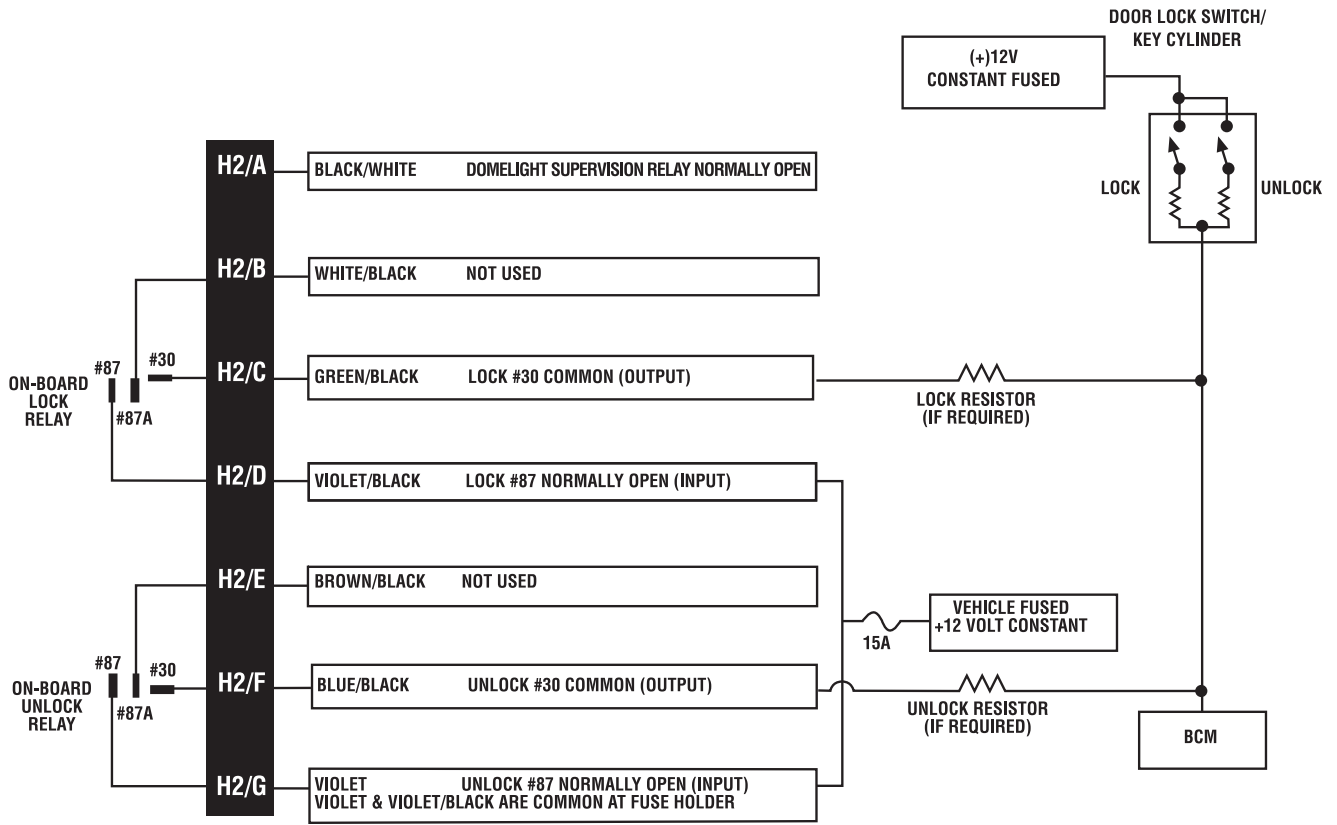 DOOR LOCK SWITCH/
KEY CYLINDER
(+)12V
CONSTANT FUSED
LOCK
UNLOCK
H2/A
BLACK/WHITE DOMELIGHT SUPERVISION RELAY NORMALLY OPEN
H2/B
WHITE/BLACK NOT USED
#87
#30
#87A
ON-BOARD
LOCK
RELAY
H2/C
GREEN/BLACK LOCK #30 COMMON (OUTPUT)
LOCK RESISTOR
(IF REQUIRED)
H2/D
VIOLET/BLACK LOCK #87 NORMALLY OPEN (INPUT)
H2/E
BROWN/BLACK NOT USED
15A
VEHICLE FUSED
+12 VOLT CONSTANT
#87
#30
#87A
ON-BOARD
UNLOCK
RELAY
H2/F
BLUE/BLACK UNLOCK #30 COMMON (OUTPUT)
UNLOCK RESISTOR
(IF REQUIRED)
BCM
H2/G
VIOLET UNLOCK #87 NORMALLY OPEN (INPUT)
VIOLET & VIOLET/BLACK ARE COMMON AT FUSE HOLDER